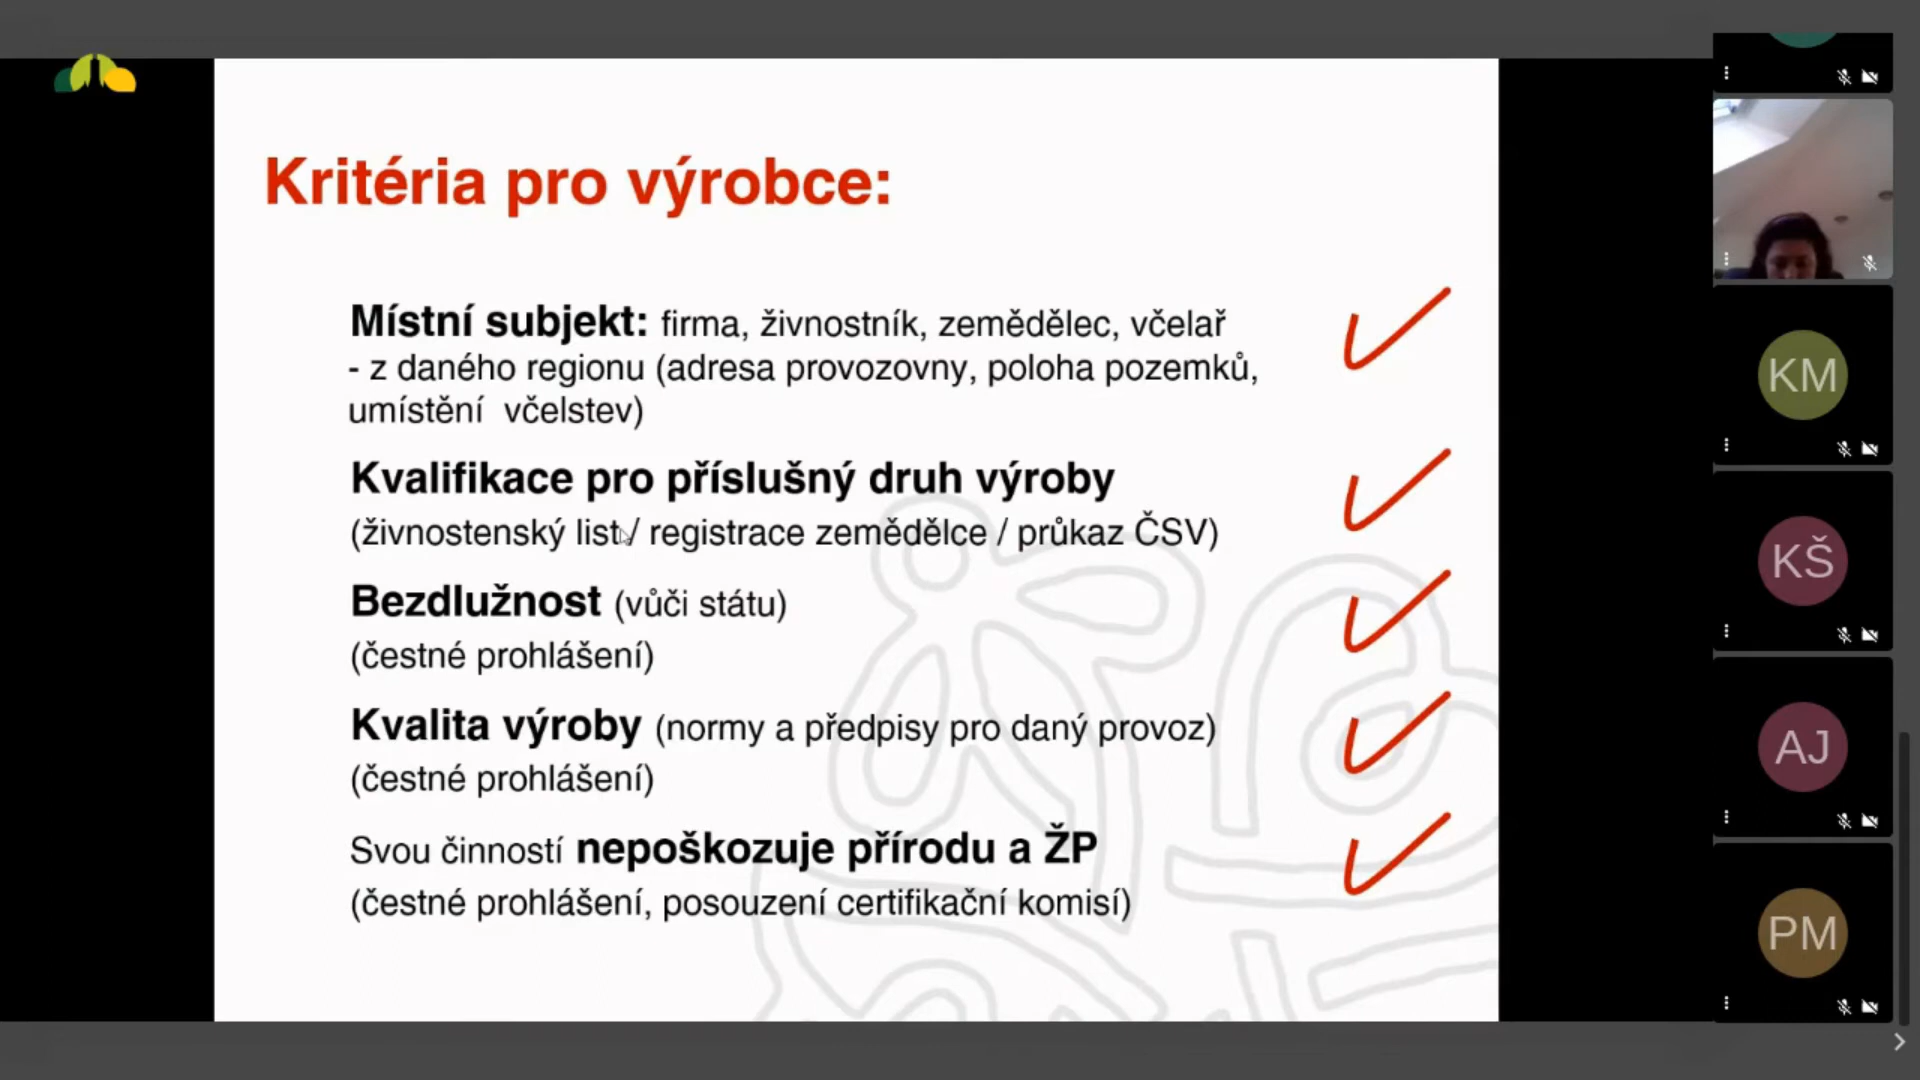 Kritéria pro výrobce:
Místní subjekt: firma, živnostník, zemědělec, včelař
- z daného regionu (adresa provozovny, poloha pozemků,
umístění včelstev)
Kvalifikace pro příslušný druh výroby
(živnostenský list / registrace zemědělce / průkaz ČSV)
Bezdlužnost (vůči státu)
(čestné prohlášení)
Kvalita výroby (normy a předpisy pro daný provoz)
(čestné prohlášení)
Svou činností nepoškozuje přírodu a ŽP
(čestné prohlášení, posouzení certifikační komisí)
KM
KŠ
AJ
PM